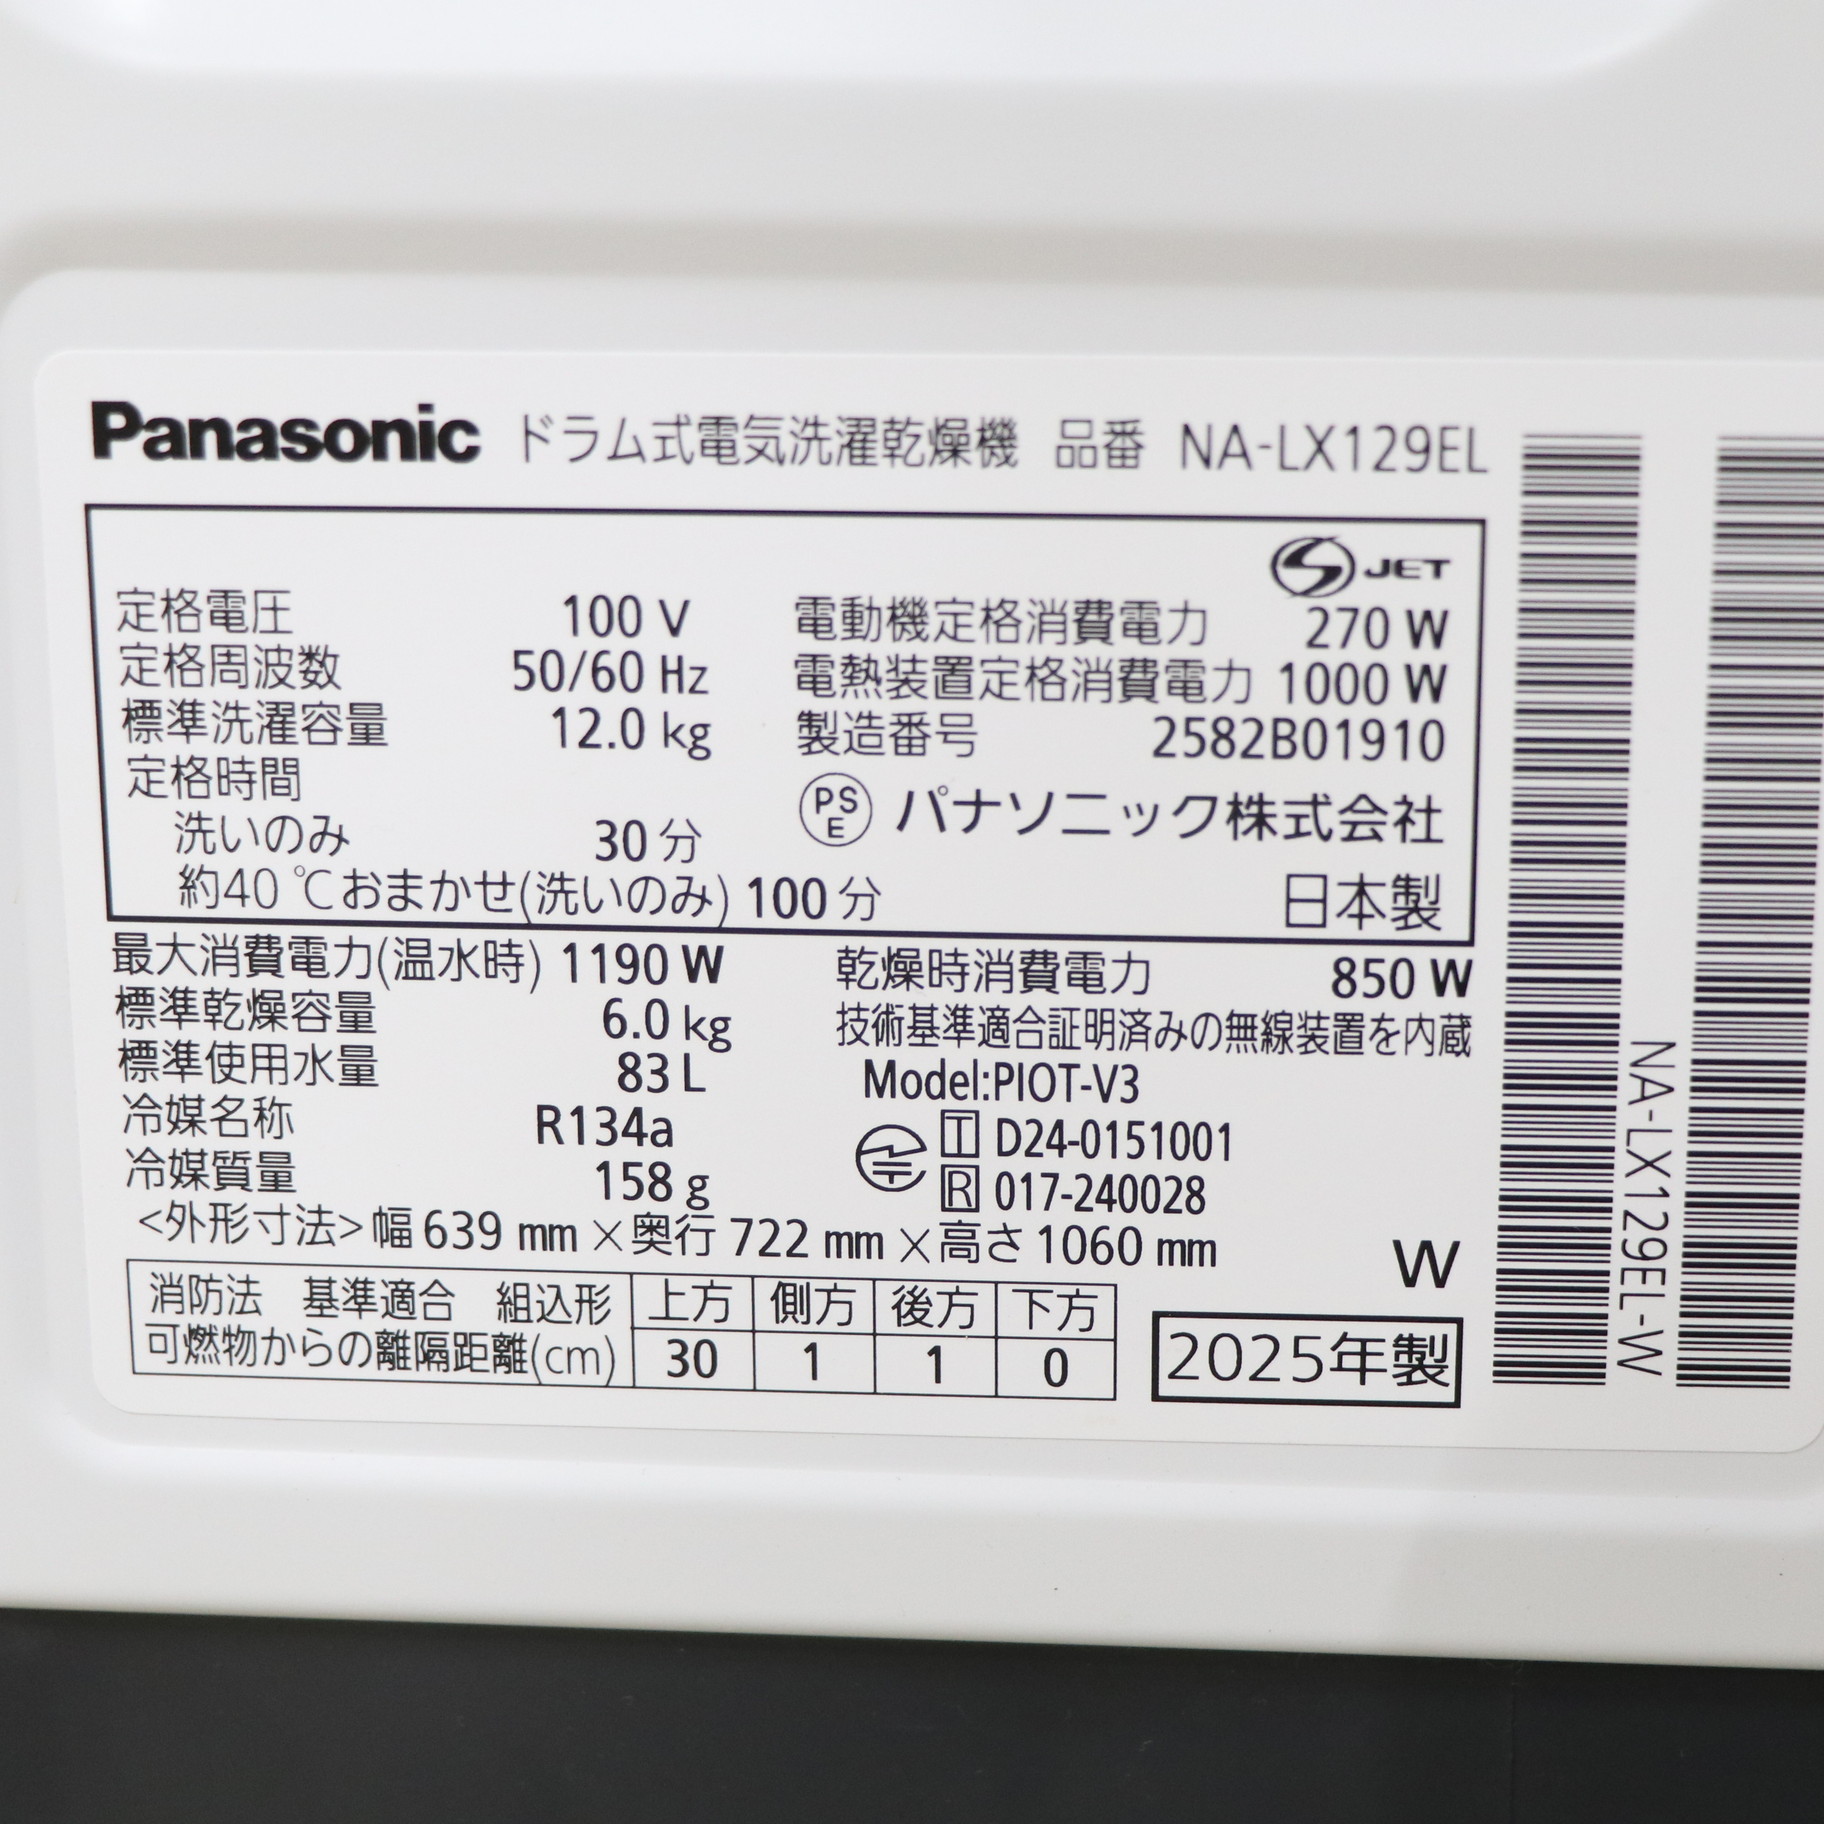 Panasonic ドラム式電気洗濯乾燥機 品番 NA-LX129EL
JET
定格電圧 100 V 電動機定格消費電力 270 W
定格周波数 50/60 Hz 電熱装置定格消費電力 1000 W
標準洗濯容量 12.0 kg 製造番号 2582B01910
定格時間
洗いのみ 30 分
PSE パナソニック株式会社
約40℃おまかせ(洗いのみ) 100 分 日本製
最大消費電力(温水時) 1190 W 乾燥時消費電力 850 W
標準乾燥容量 6.0 kg 技術基準適合証明済みの無線装置を内蔵
標準使用水量 83 L Model:PIOT-V3
冷媒名称 R134a T D24-0151001
冷媒質量 158 g R 017-240028
<外形寸法>幅 639 mm×奥行 722 mm×高さ 1060 mm W
消防法 基準適合 組込形 上方 側方 後方 下方
可燃物からの離隔距離(cm) 30 1 1 0
2025年製
NA-LX129EL-W